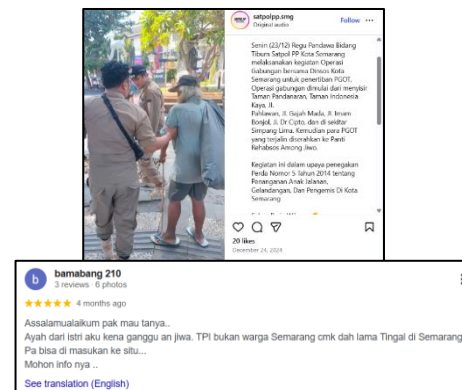 satpolpp.smg
Original audio
Follow ...
Senin (23/12) Regu Pandawa Bidang
Tibum Satpol PP Kota Semarang
melaksanakan kegiatan Operasi
Gabungan bersama Dinsos Kota
Semarang untuk penertiban PGOT.
Operasi gabungan dimulai dari menyisir
Taman Pandanaran, Taman Indonesia
Kaya, Jl.
Pahlawan, Jl. Gajah Mada, Jl. Imam
Bonjol, Jl. Dr Cipto, dan di sekitar
Simpang Lima. Kemudian para PGOT
yang terjalin diserahkan ke Panti
Rehabsos Among Jiwo.
Kegiatan ini dalam upaya penegakan
Perda Nomor 5 Tahun 2014 tentang
Penanganan Anak Jalanan,
Gelandangan, Dan Pengemis Di Kota
Semarang
20 likes
December 24, 2024
b
bamabang 210
3 reviews · 6 photos
4 months ago
Assalamualaikum pak mau tanya..
Ayah dari istri aku kena ganggu an jiwa. TPI bukan warga Semarang cmk dah lama Tingal di Semarang
Pa bisa di masukan ke situ...
Mohon info nya ..
See translation (English)